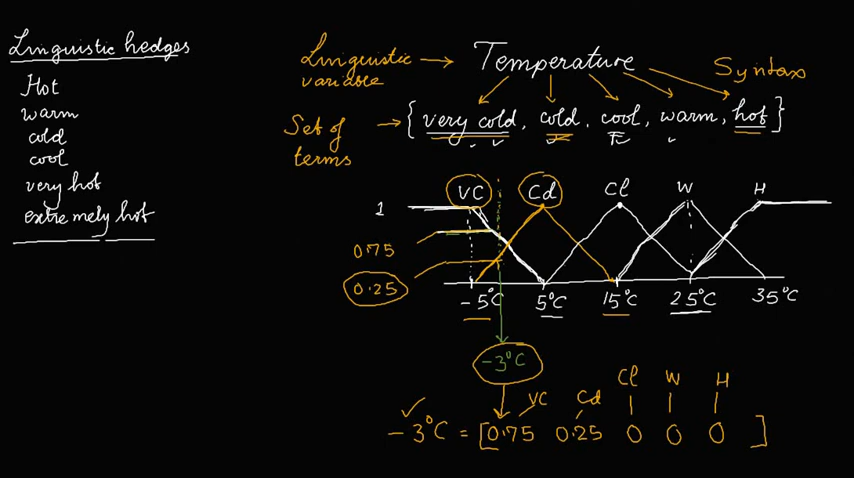 Linguistic hedges
Hot
warm
cold
cool
very hot
extremely hot
Linguistic variable → Temperature
Syntax
Set of terms → {very cold, cold, cool, warm, hot}
VC Cd Cl W H
1
0.75
0.25
-5°C 5°C 15°C 25°C 35°C
-3°C
VC Cd Cl W H
-3°C = [0.75 0.25 0 0 0 ]